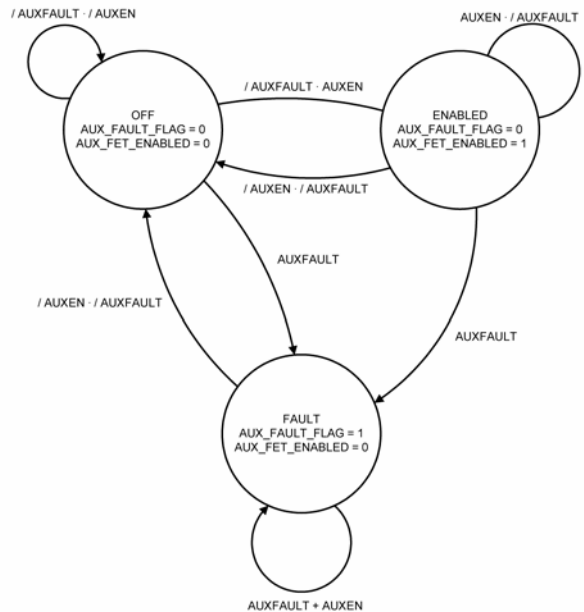 / AUXFAULT · / AUXEN
AUXEN · / AUXFAULT
/ AUXFAULT · AUXEN
OFF
AUX_FAULT_FLAG = 0
AUX_FET_ENABLED = 0
ENABLED
AUX_FAULT_FLAG = 0
AUX_FET_ENABLED = 1
/ AUXEN · / AUXFAULT
AUXFAULT
/ AUXEN · / AUXFAULT
AUXFAULT
FAULT
AUX_FAULT_FLAG = 1
AUX_FET_ENABLED = 0
AUXFAULT + AUXEN